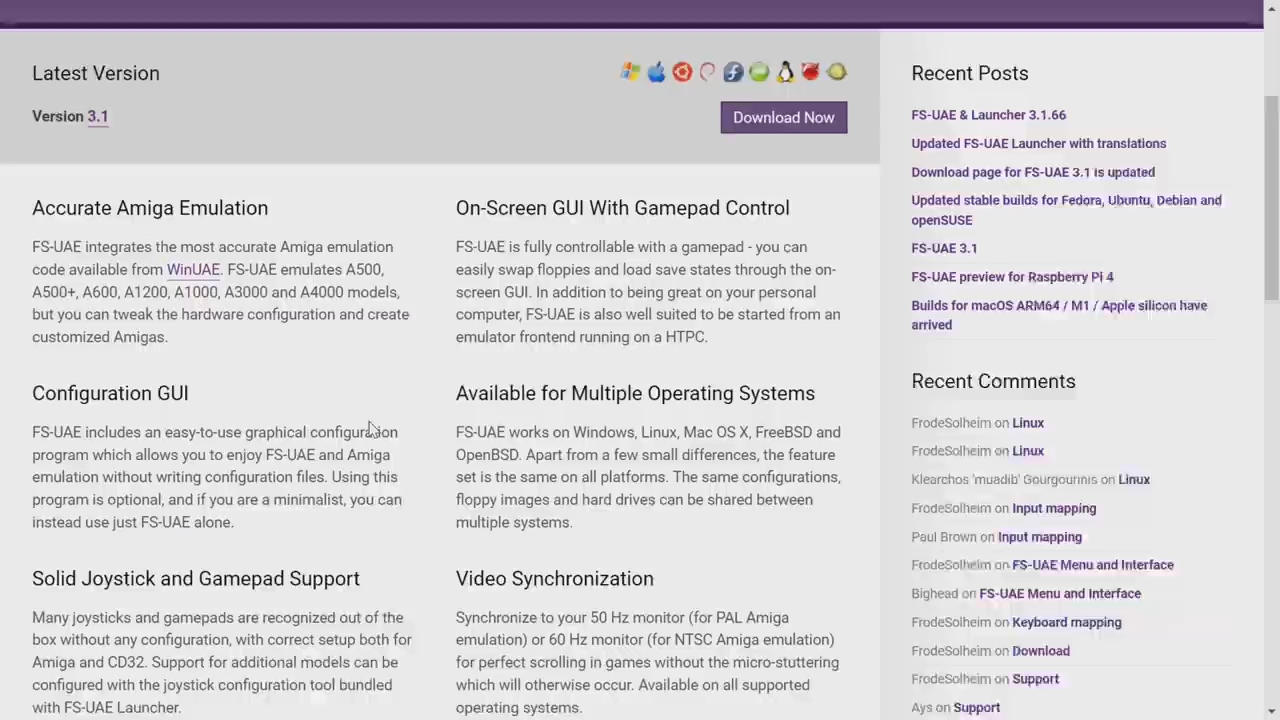 Latest Version
Version 3.1
Download Now
Accurate Amiga Emulation
FS-UAE integrates the most accurate Amiga emulation
code available from WinUAE. FS-UAE emulates A500,
A500+, A600, A1200, A1000, A3000 and A4000 models,
but you can tweak the hardware configuration and create
customized Amigas.
On-Screen GUI With Gamepad Control
FS-UAE is fully controllable with a gamepad - you can
easily swap floppies and load save states through the on-
screen GUI. In addition to being great on your personal
computer, FS-UAE is also well suited to be started from an
emulator frontend running on a HTPC.
Configuration GUI
FS-UAE includes an easy-to-use graphical configuration
program which allows you to enjoy FS-UAE and Amiga
emulation without writing configuration files. Using this
program is optional, and if you are a minimalist, you can
instead use just FS-UAE alone.
Available for Multiple Operating Systems
FS-UAE works on Windows, Linux, Mac OS X, FreeBSD and
OpenBSD. Apart from a few small differences, the feature
set is the same on all platforms. The same configurations,
floppy images and hard drives can be shared between
multiple systems.
Solid Joystick and Gamepad Support
Many joysticks and gamepads are recognized out of the
box without any configuration, with correct setup both for
Amiga and CD32. Support for additional models can be
configured with the joystick configuration tool bundled
with FS-UAE Launcher.
Video Synchronization
Synchronize to your 50 Hz monitor (for PAL Amiga
emulation) or 60 Hz monitor (for NTSC Amiga emulation)
for perfect scrolling in games without the micro-stuttering
which will otherwise occur. Available on all supported
operating systems.
Recent Posts
FS-UAE & Launcher 3.1.66
Updated FS-UAE Launcher with translations
Download page for FS-UAE 3.1 is updated
Updated stable builds for Fedora, Ubuntu, Debian and
openSUSE
FS-UAE 3.1
FS-UAE preview for Raspberry Pi 4
Builds for macOS ARM64 / M1 / Apple silicon have
arrived
Recent Comments
FrodeSolheim on Linux
FrodeSolheim on Linux
Klearchos 'muadib' Gourgourinis on Linux
FrodeSolheim on Input mapping
Paul Brown on Input mapping
FrodeSolheim on FS-UAE Menu and Interface
Bighead on FS-UAE Menu and Interface
FrodeSolheim on Keyboard mapping
FrodeSolheim on Download
FrodeSolheim on Support
Ays on Support